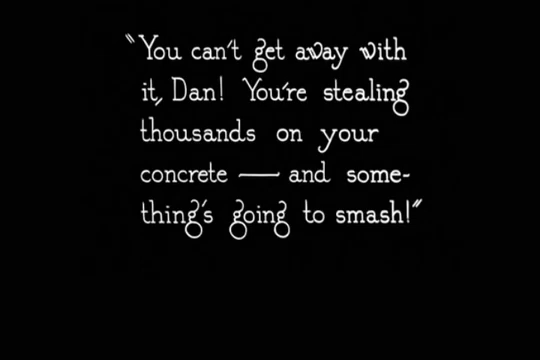 "You can't get away with
it, Dan! You're stealing
thousands on your
concrete — and some-
thing's going to smash!"